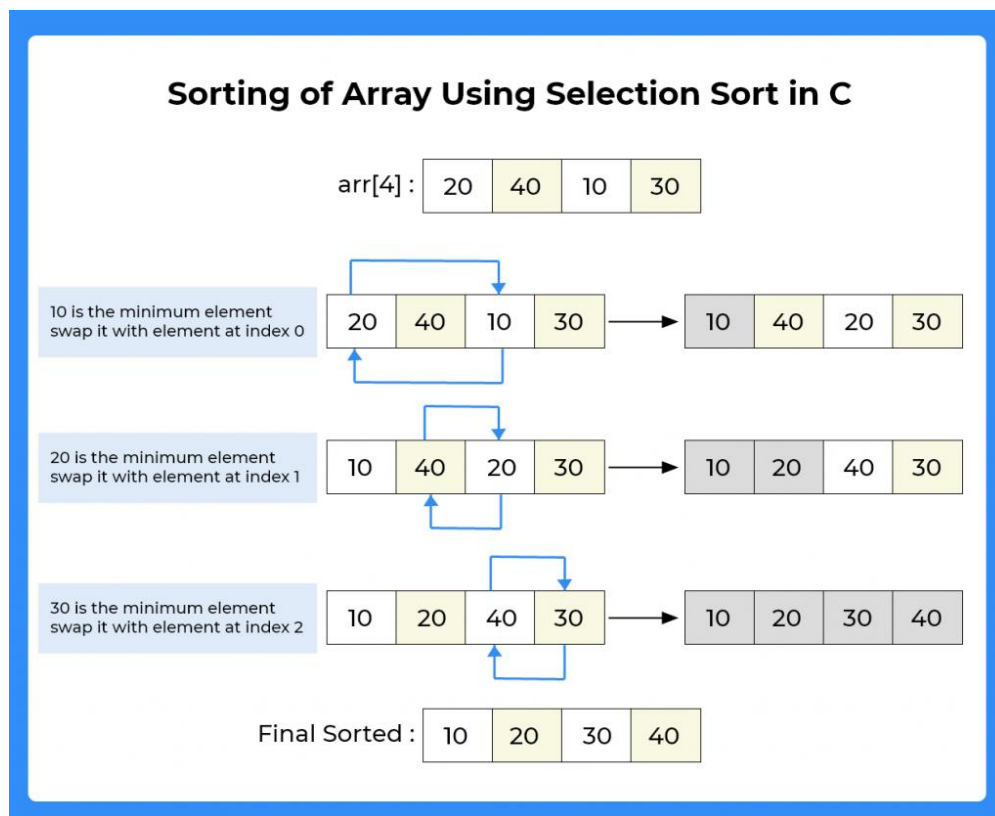 Sorting of Array Using Selection Sort in C
arr[4] : 20 40 10 30
10 is the minimum element
swap it with element at index 0
20 40 10 30
10 40 20 30
20 is the minimum element
swap it with element at index 1
10 40 20 30
10 20 40 30
30 is the minimum element
swap it with element at index 2
10 20 40 30
10 20 30 40
Final Sorted : 10 20 30 40